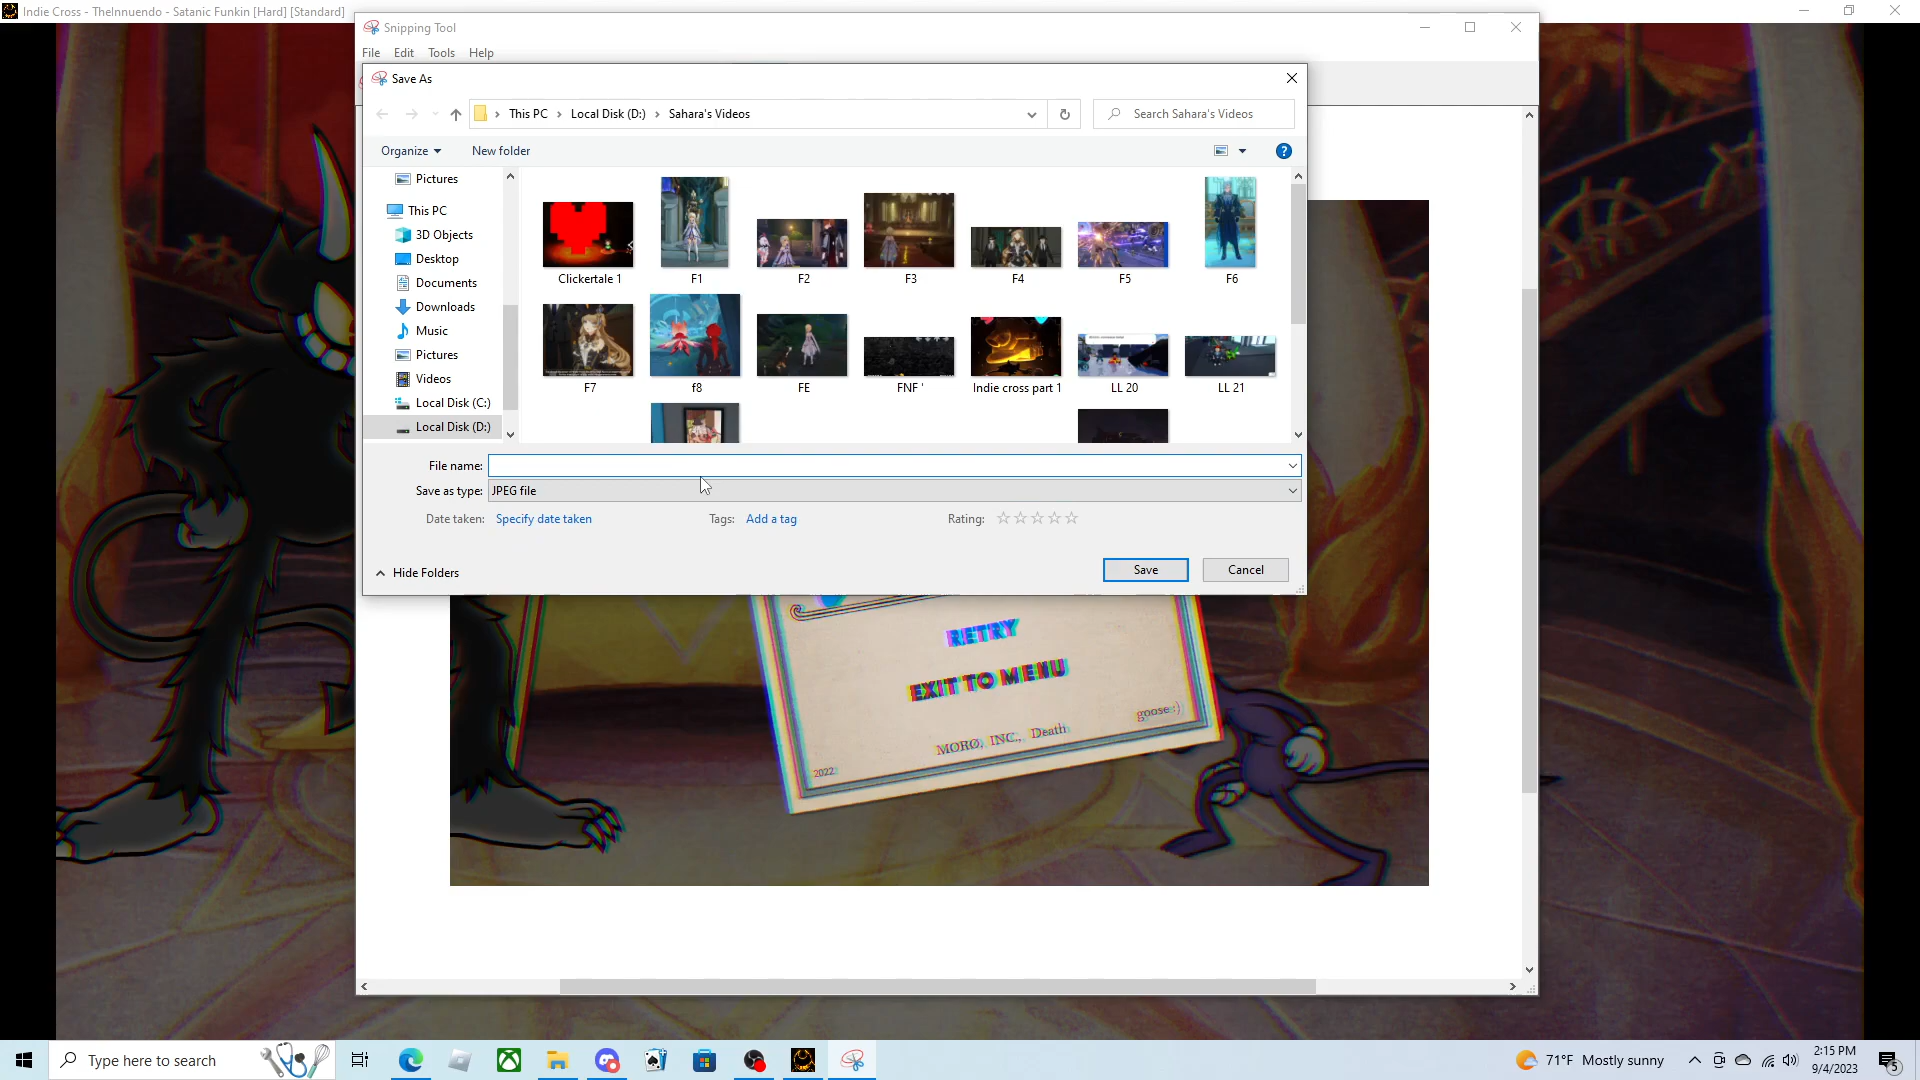 Indie Cross - TheInnuendo - Satanic Funkin [Hard] [Standard]
Snipping Tool
File Edit Tools Help
Save As
This PC › Local Disk (D:) › Sahara's Videos
Search Sahara's Videos
Organize
New folder
?
Pictures
This PC
3D Objects
Desktop
Documents
Downloads
Music
Pictures
Videos
Local Disk (C:)
Local Disk (D:)
Clickertale 1
F1
F2
F3
F4
F5
F6
F7
f8
FE
FNF '
Indie cross part 1
LL 20
LL 21
File name:
Save as type: JPEG file
Date taken: Specify date taken
Tags: Add a tag
Rating:
Hide Folders
Save
Cancel
RETRY
EXIT TO MENU
goose :)
MORO, INC., Death
2022
Type here to search
71°F Mostly sunny
2:15 PM
9/4/2023
5